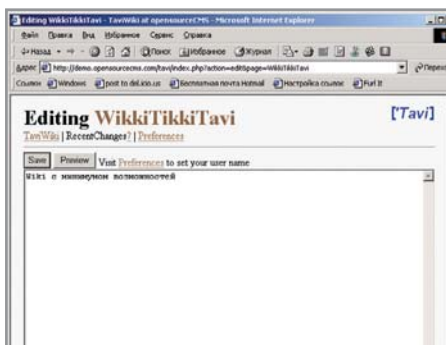 Editing WikkiTikkiTavi - TaviWiki at opensourceCMS - Microsoft Internet Explorer
Файл Правка Вид Избранное Сервис Справка
Назад Поиск Избранное Журнал
Адрес http://demo.opensourcecms.com/tavi/index.php?action=edit&page=WikkiTikkiTavi
Ссылки Windows post to del.icio.us Бесплатная почта Hotmail Настройка ссылок Furl It
Editing WikkiTikkiTavi
['Tavi]
TaviWiki | RecentChanges? | Preferences
Save Preview Visit Preferences to set your user name
Wiki с минимумом возможностей